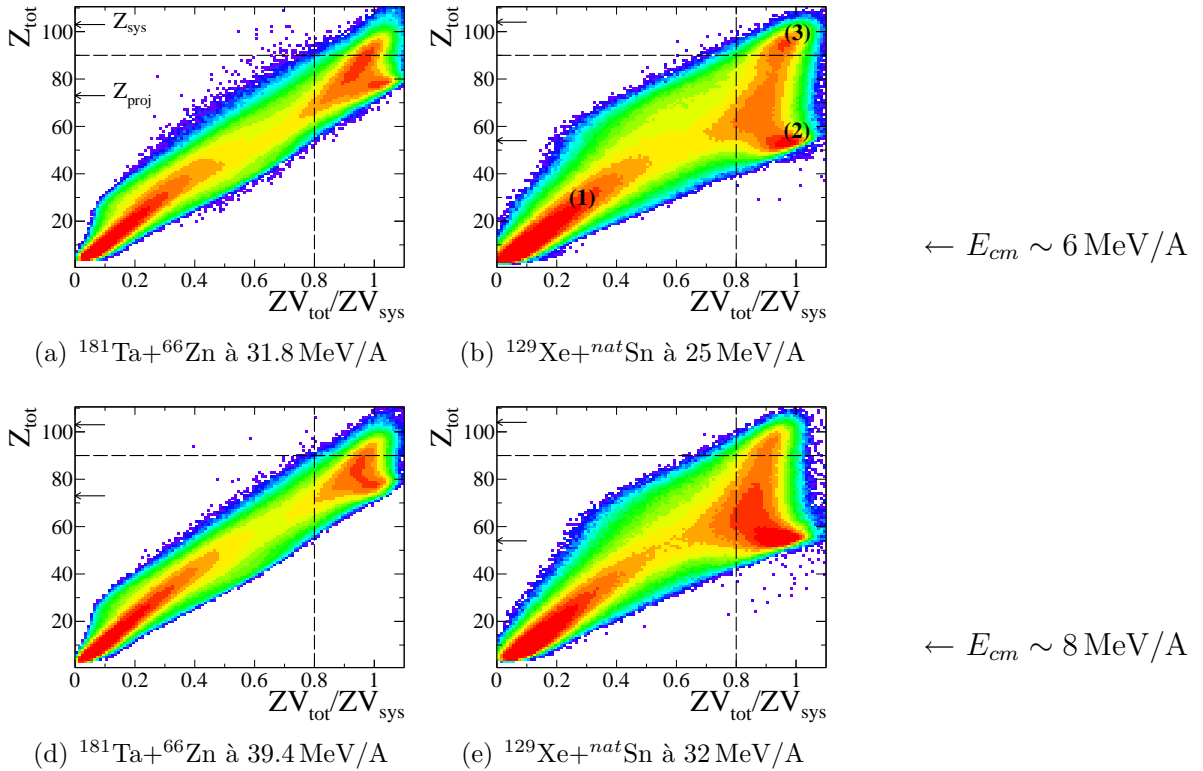 Z_tot
100
80
60
40
20
Z_sys
Z_proj
0 0.2 0.4 0.6 0.8 1
ZV_tot/ZV_sys
(a) ^181Ta+^66Zn à 31.8 MeV/A
Z_tot
100
80
60
40
20
(3)
(2)
(1)
0 0.2 0.4 0.6 0.8 1
ZV_tot/ZV_sys
(b) ^129Xe+^natSn à 25 MeV/A
← E_cm ∼ 6 MeV/A
Z_tot
100
80
60
40
20
0 0.2 0.4 0.6 0.8 1
ZV_tot/ZV_sys
(d) ^181Ta+^66Zn à 39.4 MeV/A
Z_tot
100
80
60
40
20
0 0.2 0.4 0.6 0.8 1
ZV_tot/ZV_sys
(e) ^129Xe+^natSn à 32 MeV/A
← E_cm ∼ 8 MeV/A